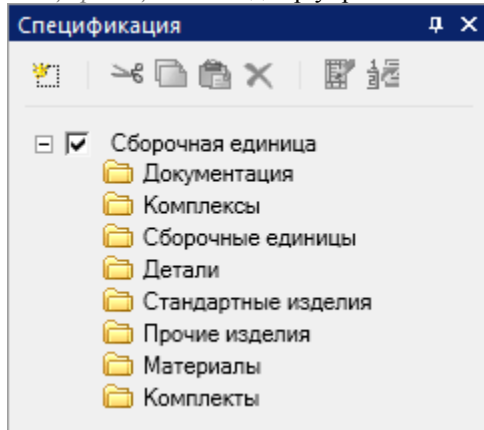 Спецификация
Сборочная единица
Документация
Комплексы
Сборочные единицы
Детали
Стандартные изделия
Прочие изделия
Материалы
Комплекты